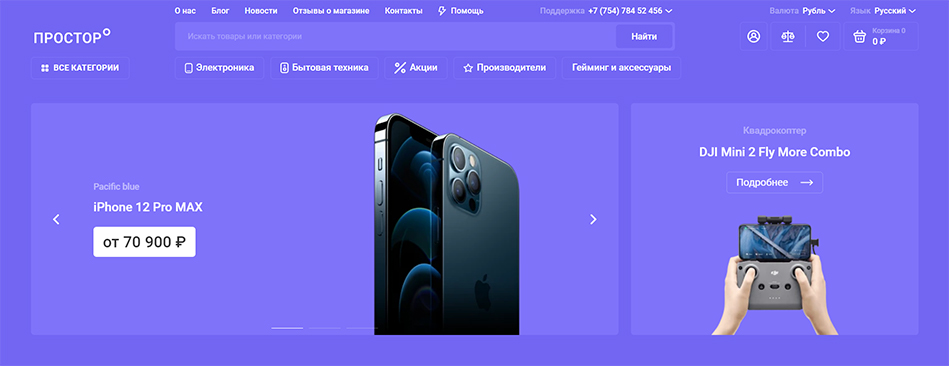 О нас Блог Новости Отзывы о магазине Контакты Помощь Поддержка +7 (754) 784 52 456 Валюта Рубль Язык Русский
ПРОСТОР
Искать товары или категории Найти Корзина 0
0 ₽
ВСЕ КАТЕГОРИИ Электроника Бытовая техника Акции Производители Гейминг и аксессуары
Pacific blue
iPhone 12 Pro MAX
от 70 900 ₽
Квадрокоптер
DJI Mini 2 Fly More Combo
Подробнее